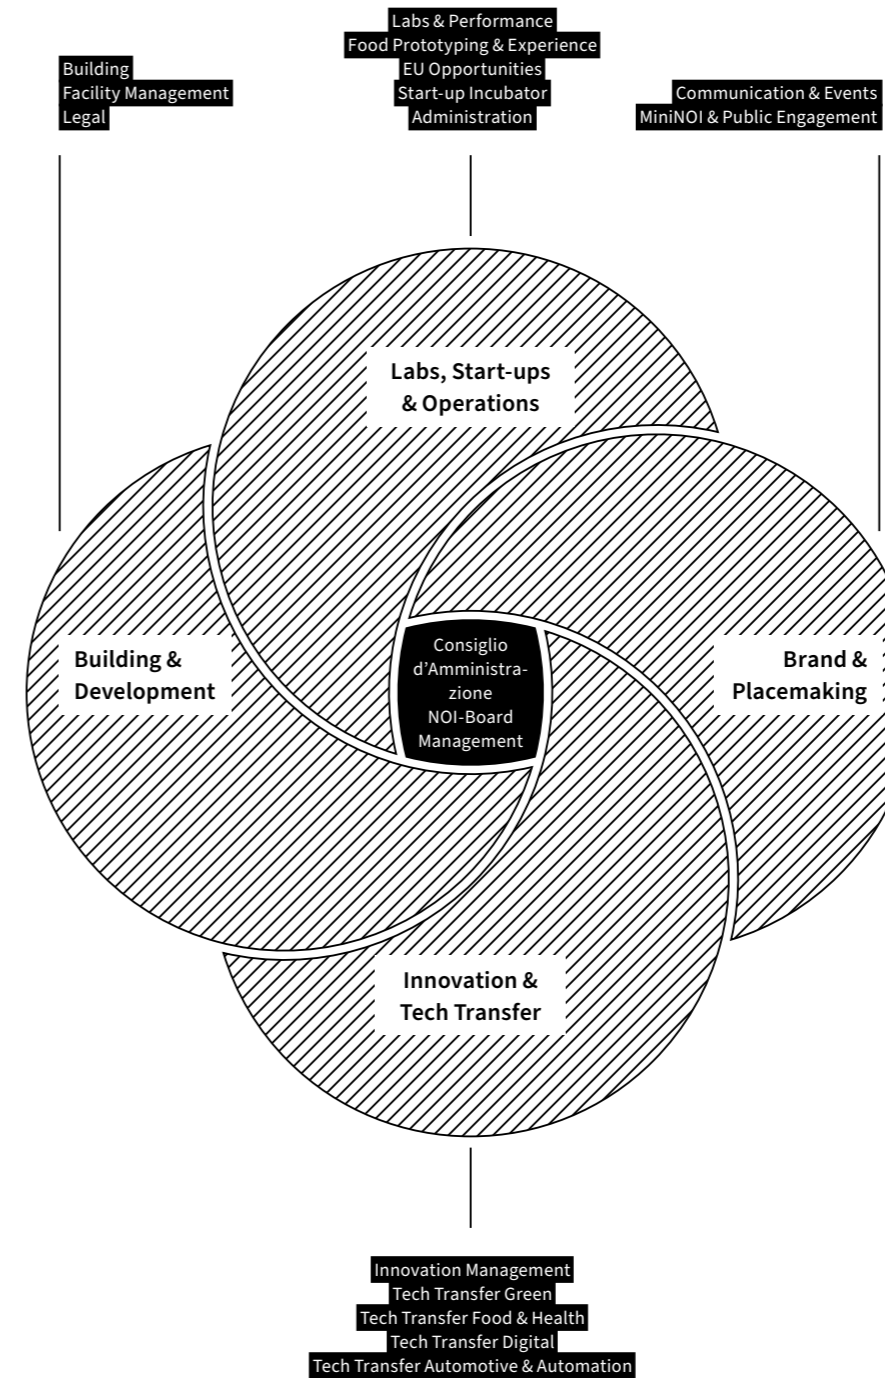 Labs & Performance
Food Prototyping & Experience
EU Opportunities
Start-up Incubator
Administration
Building
Facility Management
Legal
Communication & Events
MiniNOI & Public Engagement
Labs, Start-ups
& Operations
Building &
Development
Consiglio
d’Amministra-
zione
NOI-Board
Management
Brand &
Placemaking
Innovation &
Tech Transfer
Innovation Management
Tech Transfer Green
Tech Transfer Food & Health
Tech Transfer Digital
Tech Transfer Automotive & Automation